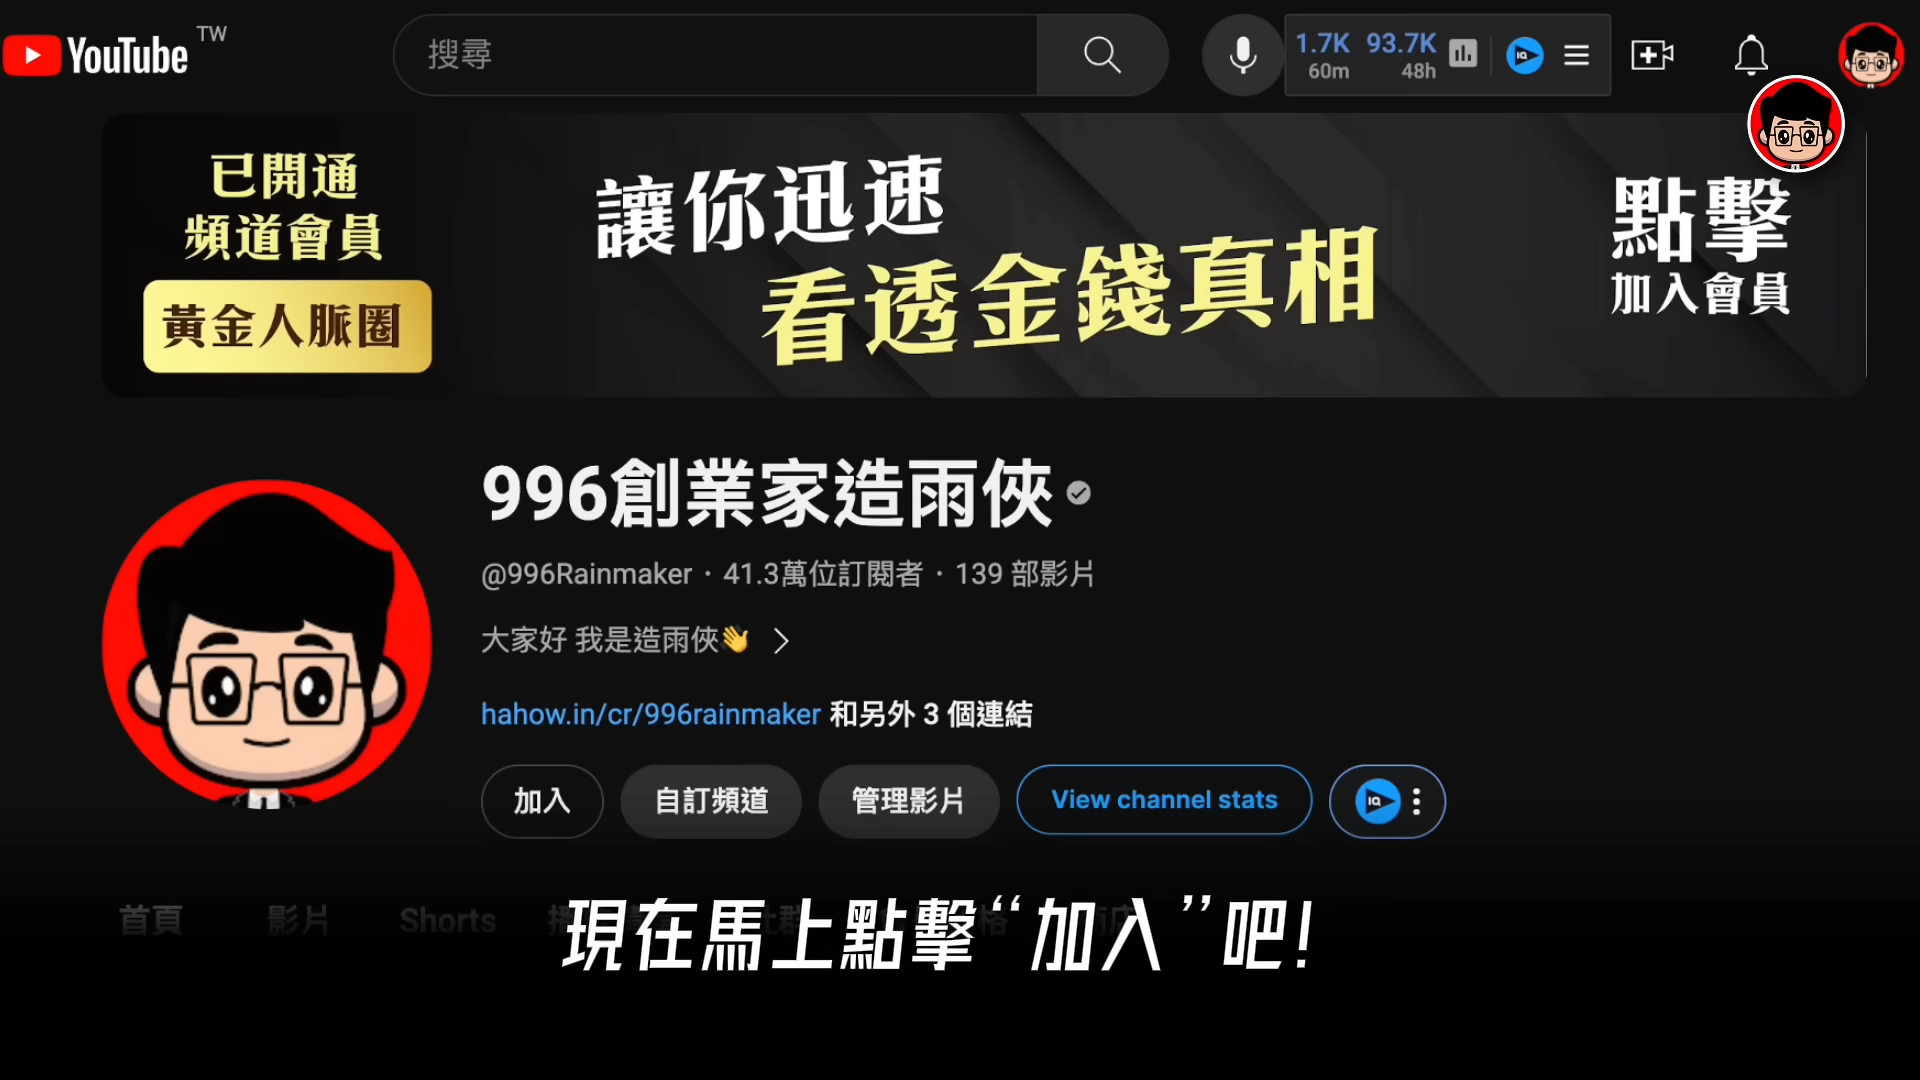 YouTube TW
搜尋
1.7K 93.7K
60m 48h
IQ
已開通
頻道會員
黃金人脈圈
讓你迅速
看透金錢真相
點擊
加入會員
996創業家造雨俠
@996Rainmaker · 41.3萬位訂閱者 · 139 部影片
大家好 我是造雨俠👋
hahow.in/cr/996rainmaker 和另外 3 個連結
加入 自訂頻道 管理影片 View channel stats IQ
首頁 影片 Shorts
現在馬上點擊“加入”吧!